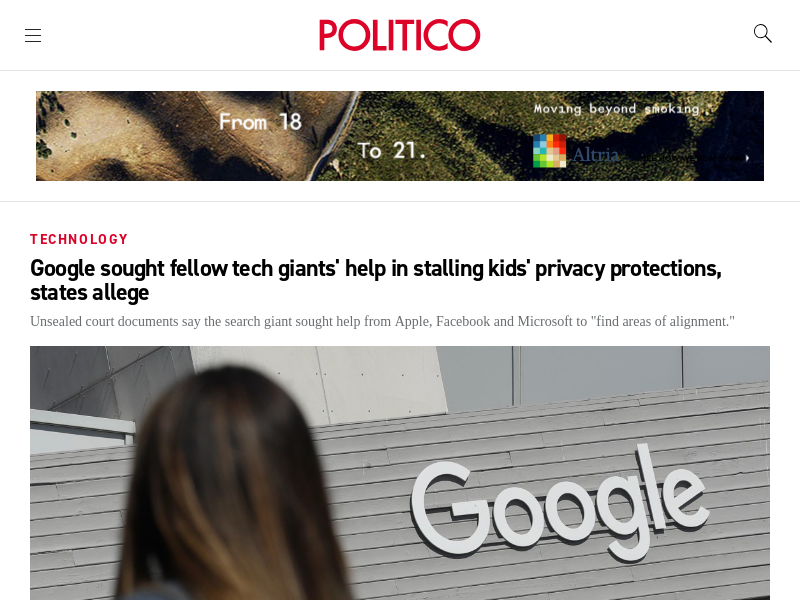 POLITICO
Moving beyond smoking.
From 18
To 21.
Altria
TECHNOLOGY
Google sought fellow tech giants' help in stalling kids' privacy protections,
states allege
Unsealed court documents say the search giant sought help from Apple, Facebook and Microsoft to "find areas of alignment."
Google